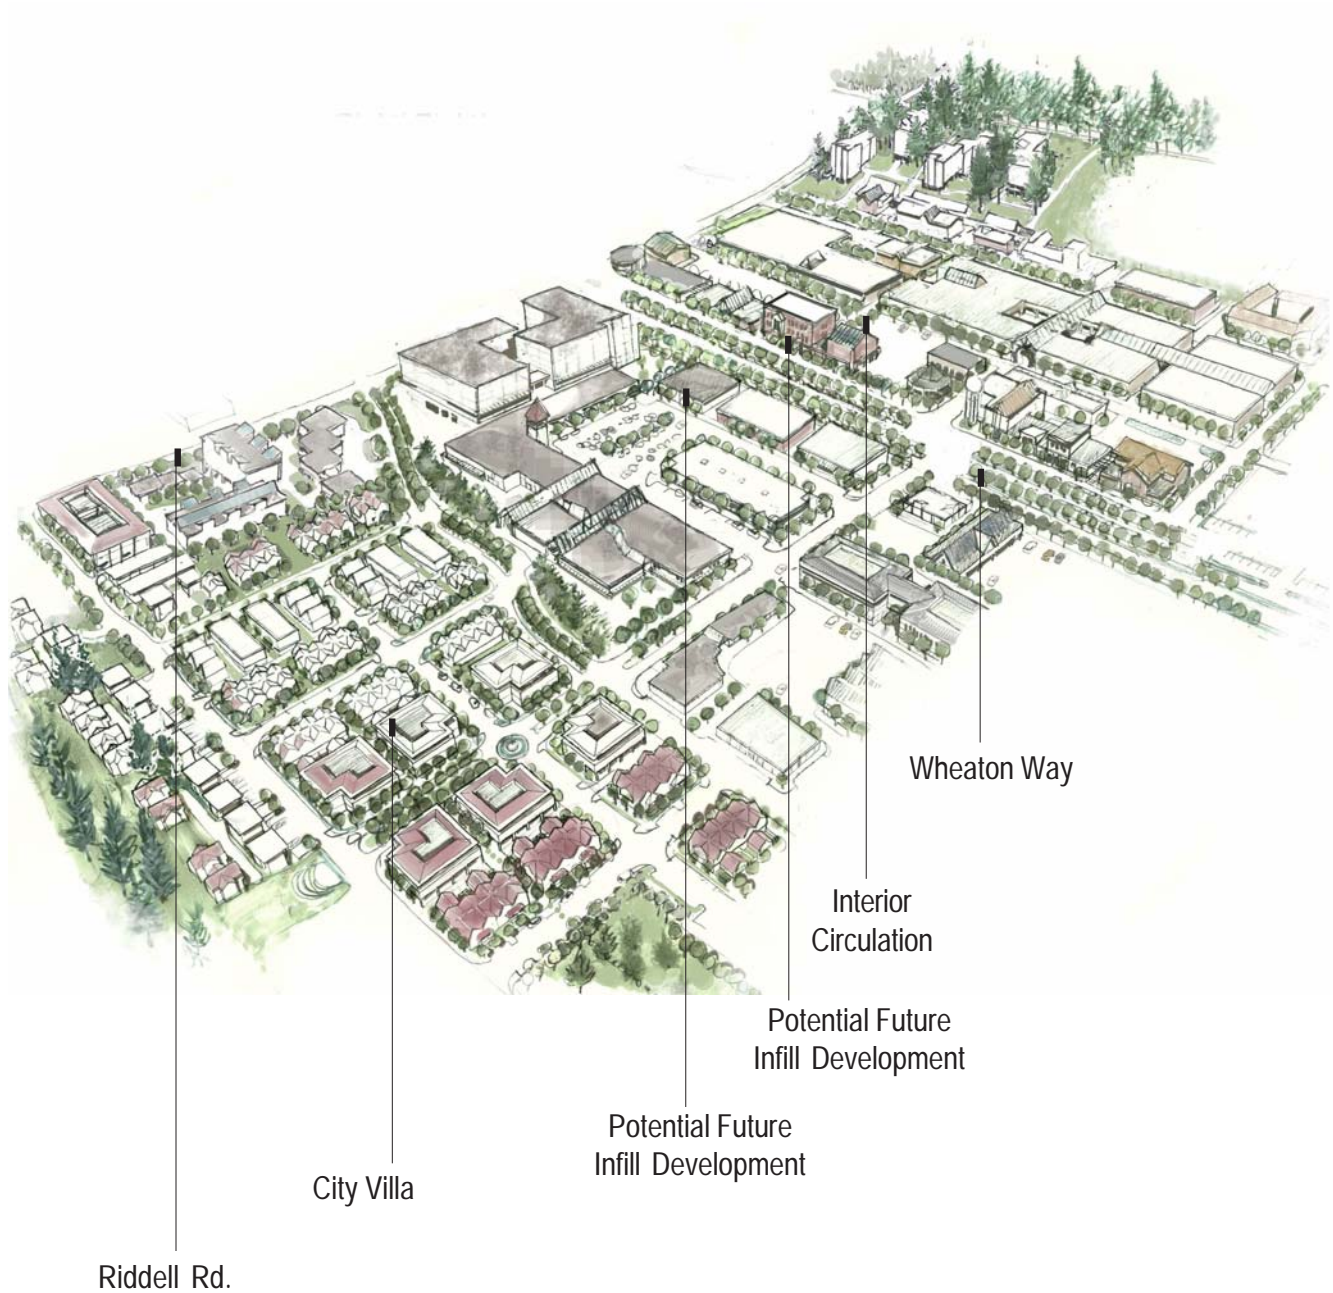 Wheaton Way
Interior
Circulation
Potential Future
Infill Development
Potential Future
Infill Development
City Villa
Riddell Rd.